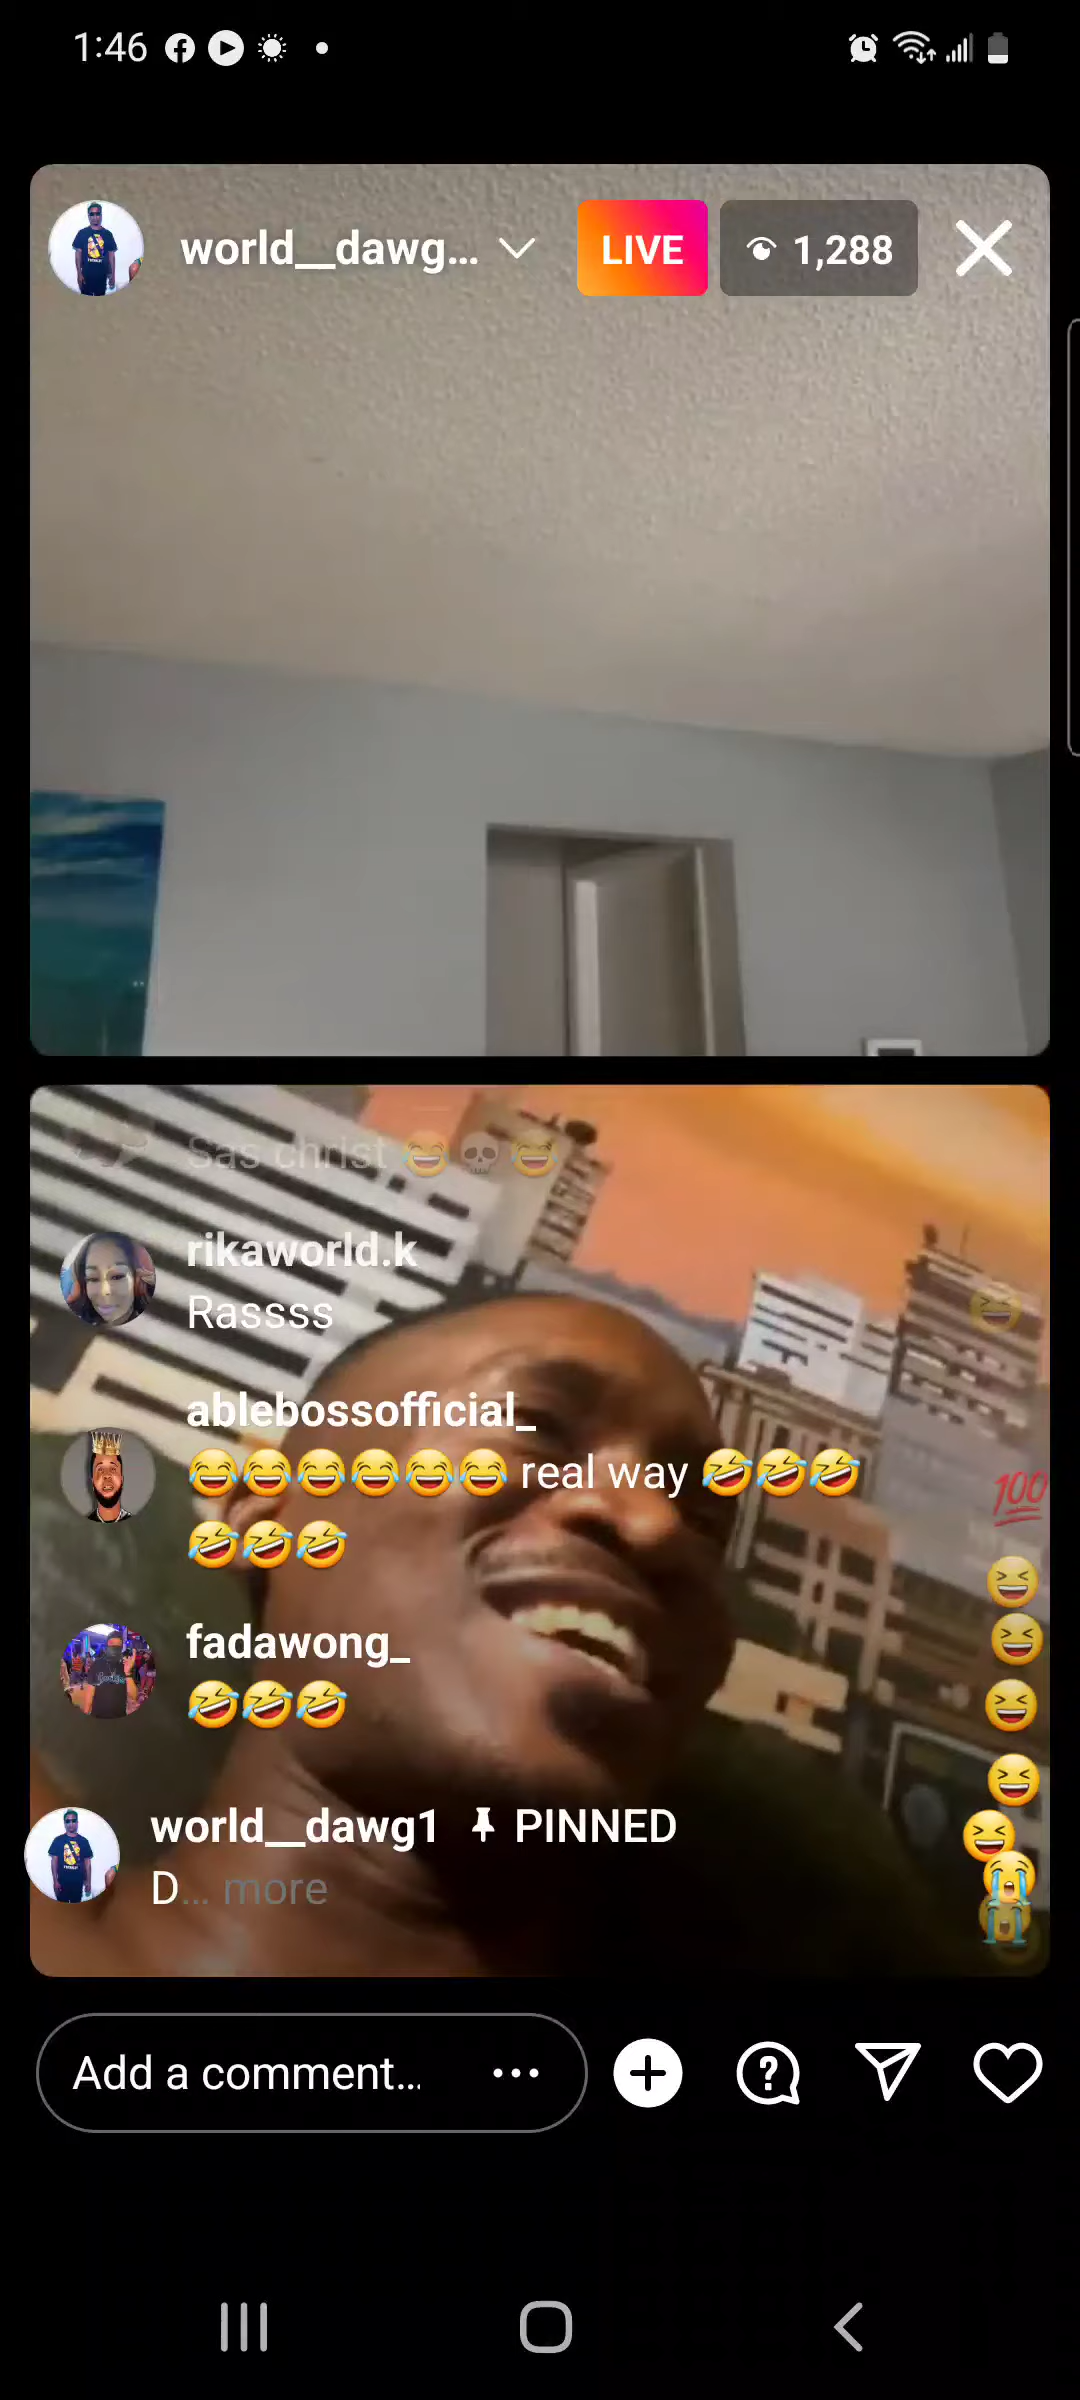 1:46
world__dawg...
LIVE
1,288
Sas christ 😂💀😂
rikaworld.k
Rassss
ablebossofficial_
😂😂😂😂😂😂 real way 🤣🤣🤣
🤣🤣🤣
fadawong_
🤣🤣🤣
world__dawg1 PINNED
D... more
💯
Add a comment...